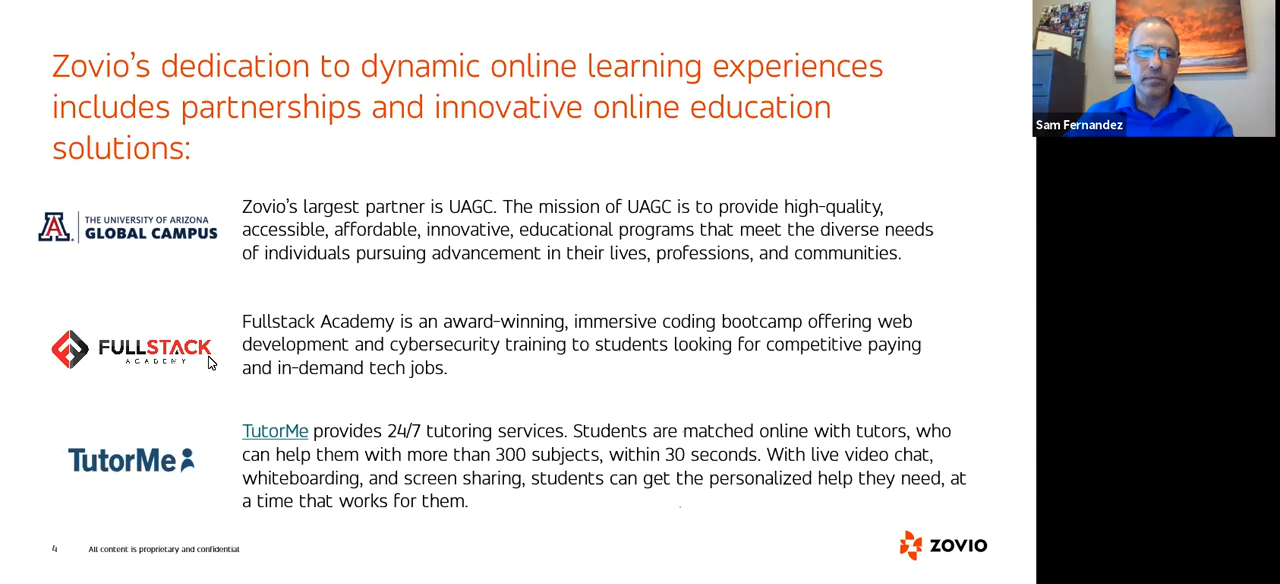 Zovio’s dedication to dynamic online learning experiences
includes partnerships and innovative online education
solutions:
Sam Fernandez
THE UNIVERSITY OF ARIZONA
GLOBAL CAMPUS
Zovio’s largest partner is UAGC. The mission of UAGC is to provide high-quality,
accessible, affordable, innovative, educational programs that meet the diverse needs
of individuals pursuing advancement in their lives, professions, and communities.
FULLSTACK
ACADEMY
Fullstack Academy is an award-winning, immersive coding bootcamp offering web
development and cybersecurity training to students looking for competitive paying
and in-demand tech jobs.
TutorMe
TutorMe provides 24/7 tutoring services. Students are matched online with tutors, who
can help them with more than 300 subjects, within 30 seconds. With live video chat,
whiteboarding, and screen sharing, students can get the personalized help they need, at
a time that works for them.
4
All content is proprietary and confidential
ZOVIO